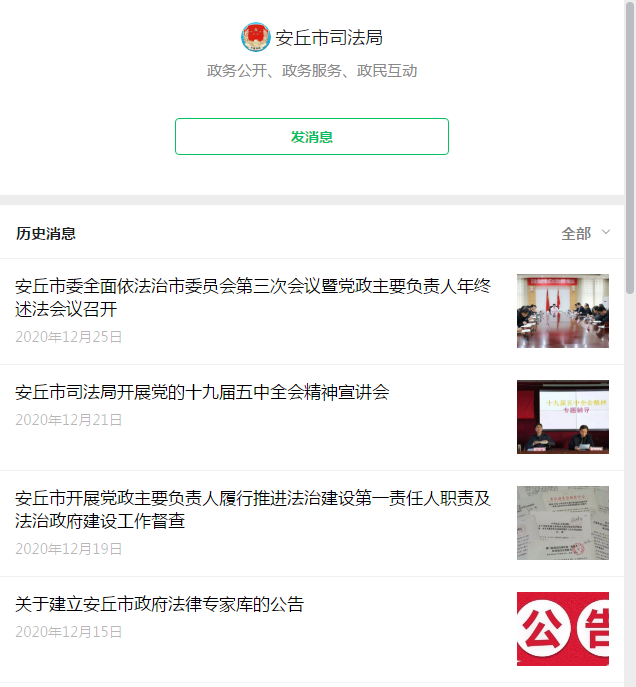 安丘市司法局
政务公开、政务服务、政民互动
发消息
历史消息
全部
安丘市委全面依法治市委员会第三次会议暨党政主要负责人年终
述法会议召开
2020年12月25日
安丘市司法局开展党的十九届五中全会精神宣讲会
2020年12月21日
十九届五中全会精神
专题辅导
安丘市开展党政主要负责人履行推进法治建设第一责任人职责及
法治政府建设工作督查
2020年12月19日
关于建立安丘市政府法律专家库的公告
2020年12月15日
公告